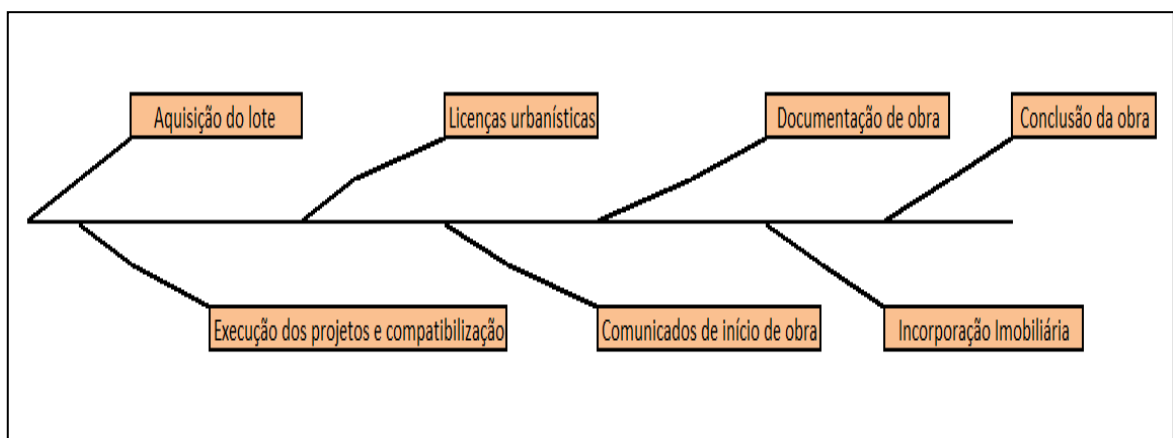 Aquisição do lote
Licenças urbanísticas
Documentação de obra
Conclusão da obra
Execução dos projetos e compatibilização
Comunicados de início de obra
Incorporação Imobiliária